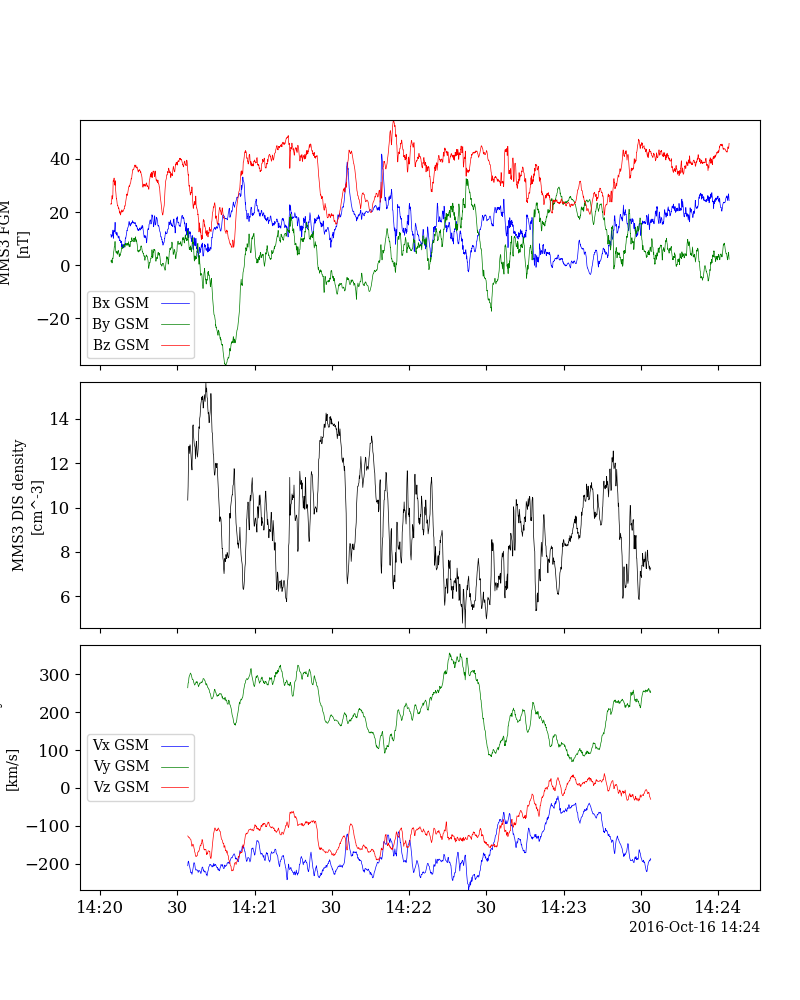 MMS3 FGM
[nT]
40
20
0
−20
Bx GSM
By GSM
Bz GSM
MMS3 DIS density
[cm^-3]
14
12
10
8
6
[km/s]
300
200
100
0
−100
−200
Vx GSM
Vy GSM
Vz GSM
14:20 30 14:21 30 14:22 30 14:23 30 14:24
2016-Oct-16 14:24